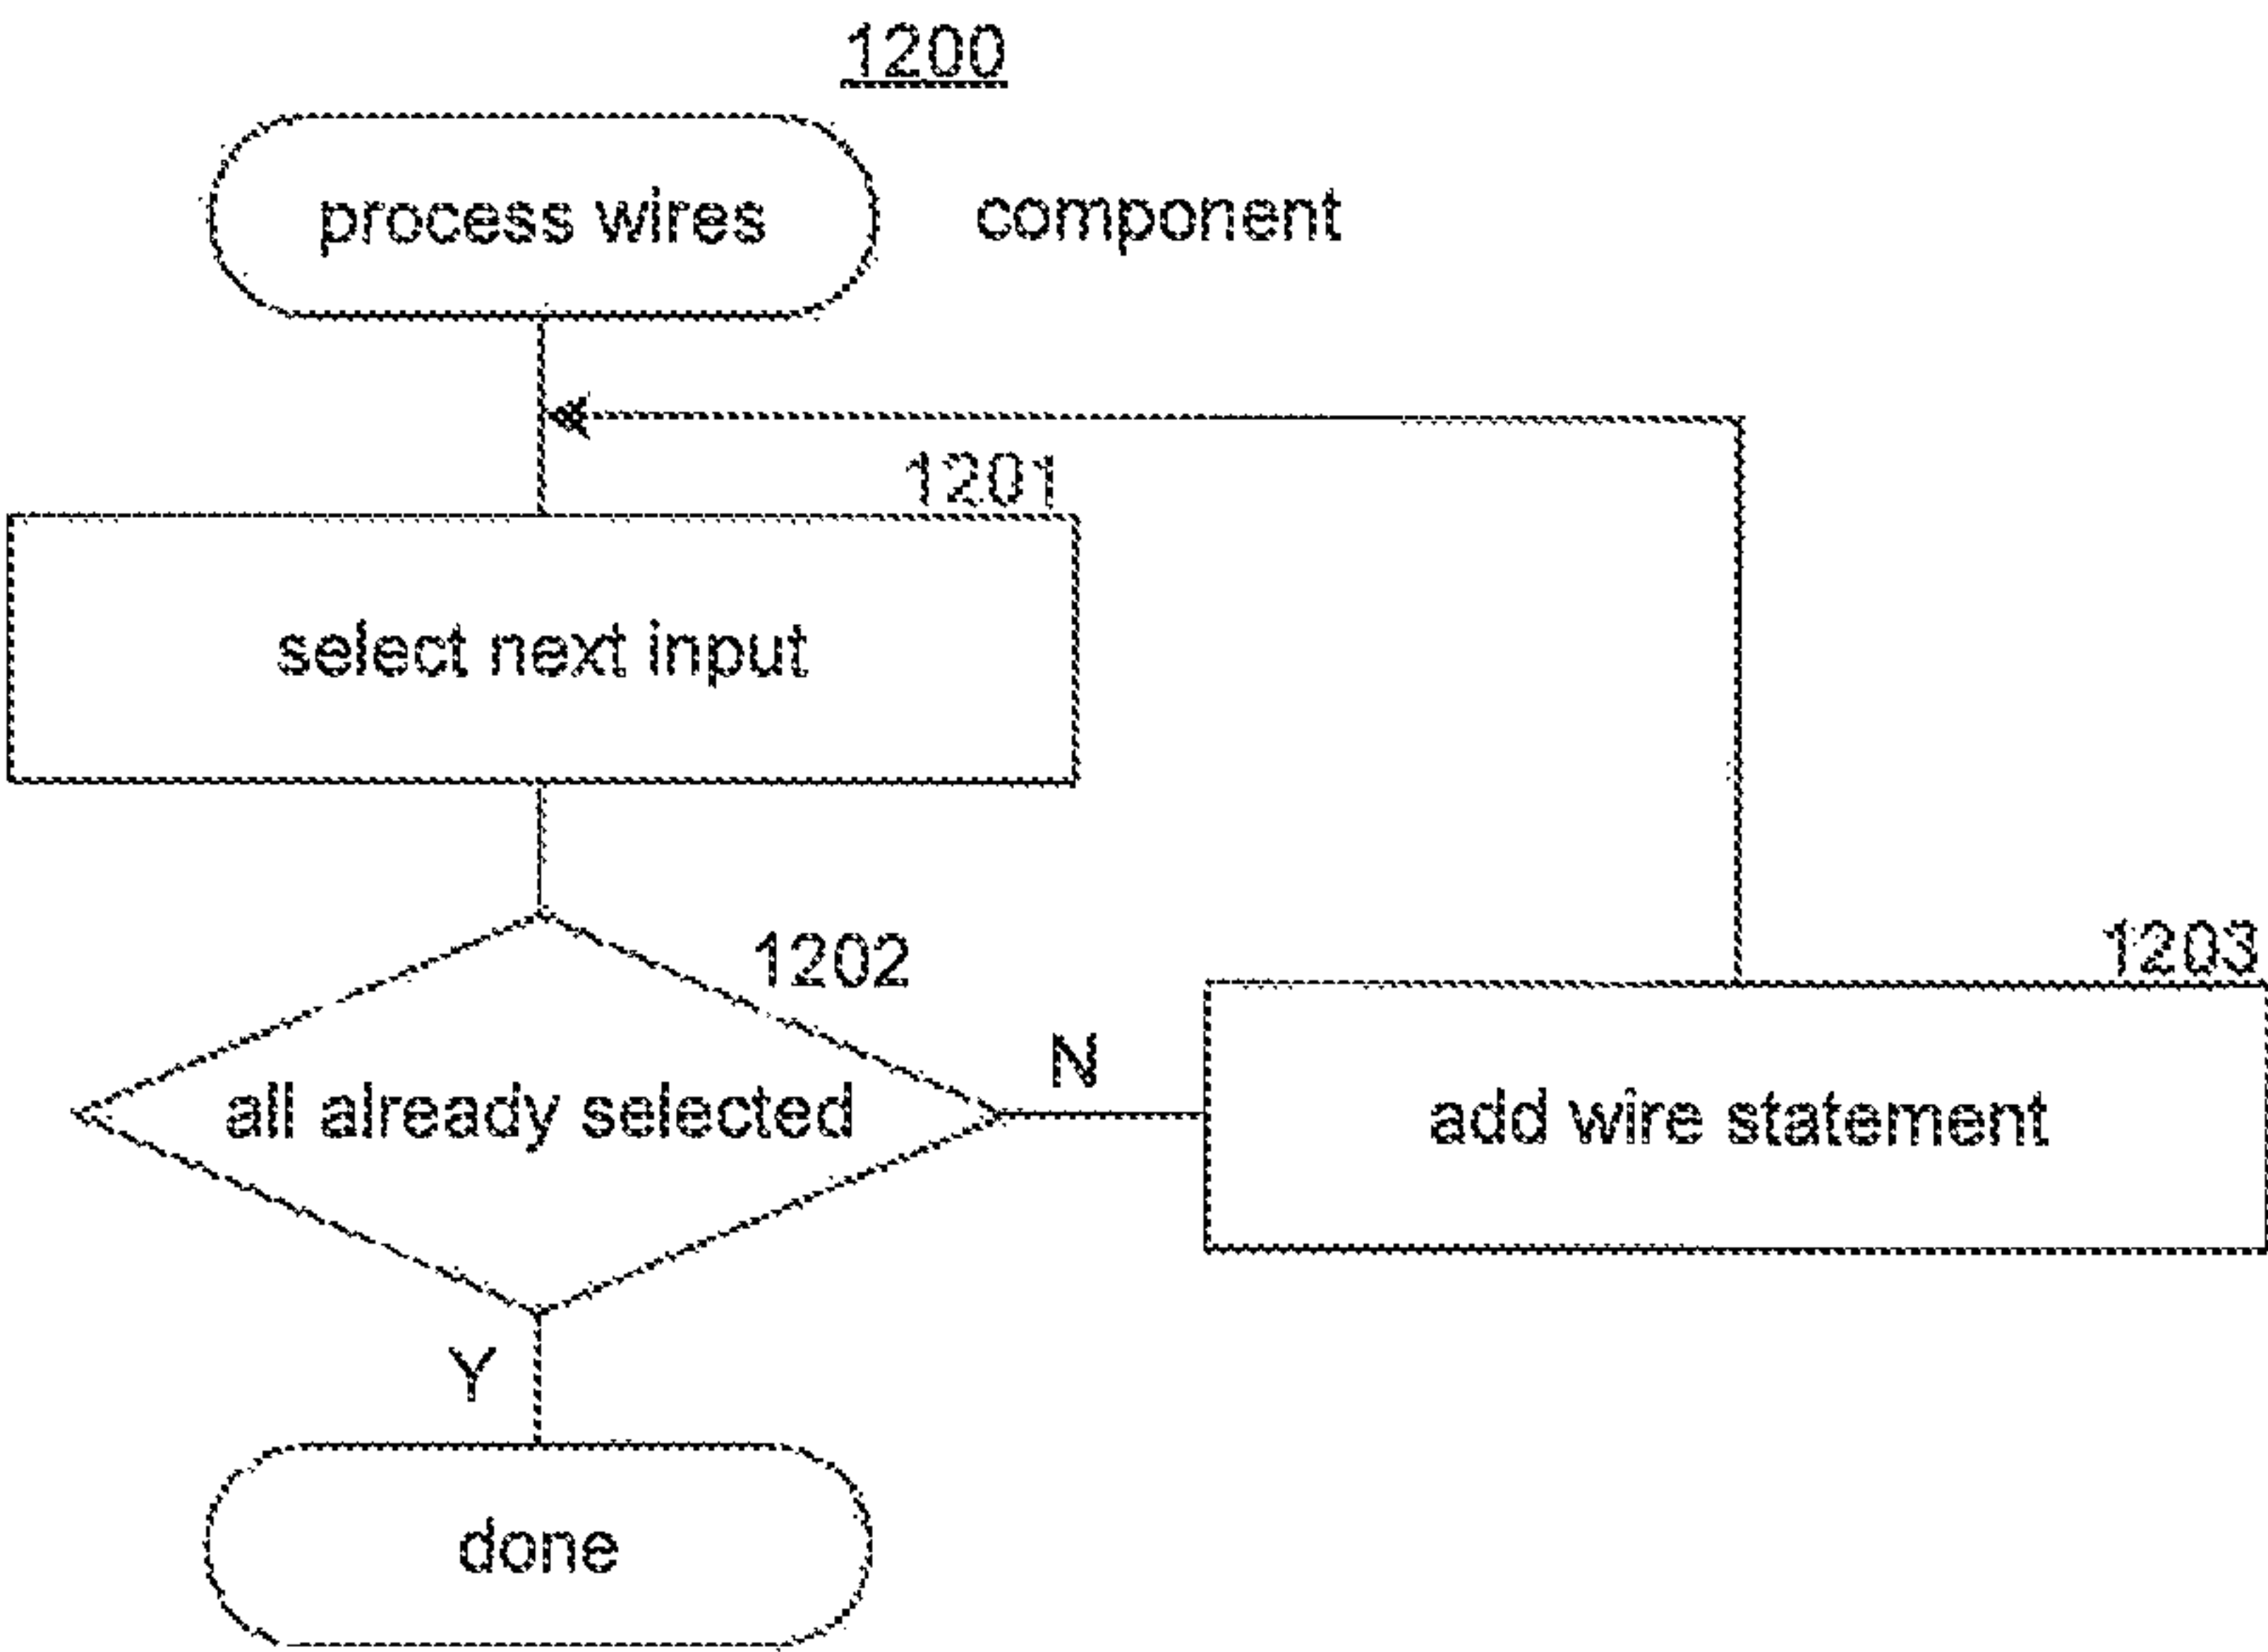 1200
process wires
component
1201
select next input
1202
all already selected
N
1203
add wire statement
Y
done